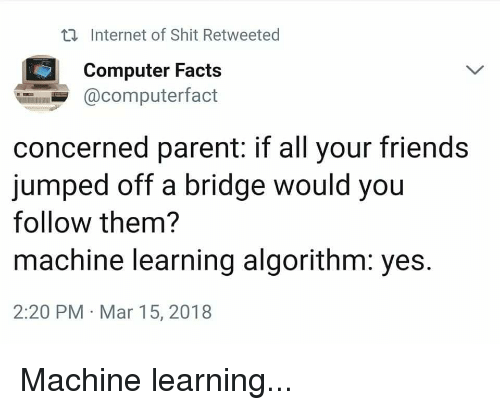 Internet of Shit Retweeted
Computer Facts
@computerfact
concerned parent: if all your friends
jumped off a bridge would you
follow them?
machine learning algorithm: yes.
2:20 PM · Mar 15, 2018
Machine learning...